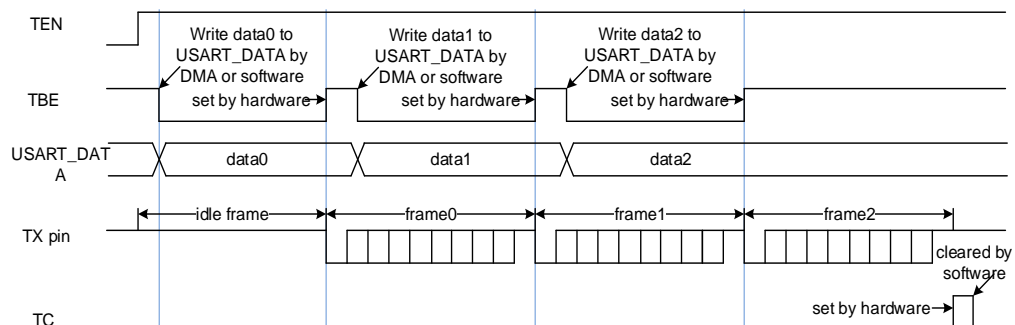 TEN
Write data0 to
USART_DATA by
DMA or software
Write data1 to
USART_DATA by
DMA or software
Write data2 to
USART_DATA by
DMA or software
TBE
set by hardware
set by hardware
set by hardware
USART_DAT
A
data0
data1
data2
idle frame
frame0
frame1
frame2
TX pin
cleared by
software
set by hardware
TC